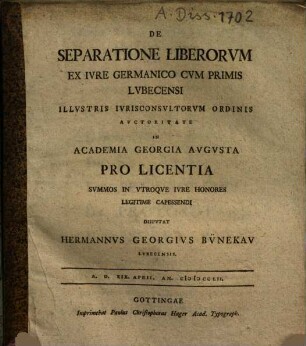 A. Diss. 1702
DE
SEPARATIONE LIBERORVM
EX IVRE GERMANICO CVM PRIMIS
LVBECENSI
ILLVSTRIS IVRISCONSVLTORVM ORDINIS
AVCTORITATE
IN
ACADEMIA GEORGIA AVGVSTA
PRO LICENTIA
SVMMOS IN VTROQVE IVRE HONORES
LEGITIME CAPESSENDI
DISPVTAT
HERMANNVS GEORGIVS BÜNEKAV
LVBECENSIS.
A. D. XIX. APRIL. AN.
GOTTINGAE
Imprimebat Paulus Christophorus Hager Acad. Typograph.